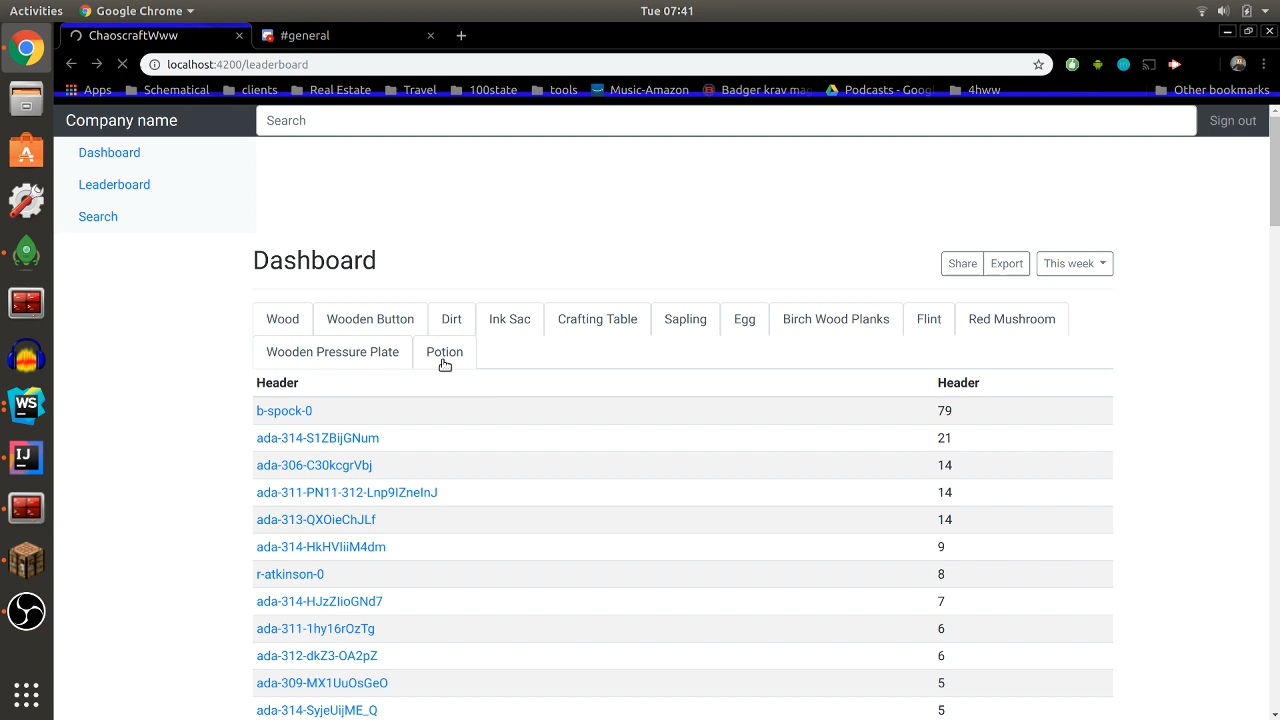 Activities Google Chrome Tue 07:41
ChaoscraftWww #general
localhost:4200/leaderboard
Apps Schematical clients Real Estate Travel 100state tools Music-Amazon Badger krav mag Podcasts - Goog 4hww Other bookmarks
Company name Search Sign out
Dashboard
Leaderboard
Search
Dashboard Share Export This week
Wood Wooden Button Dirt Ink Sac Crafting Table Sapling Egg Birch Wood Planks Flint Red Mushroom
Wooden Pressure Plate Potion
Header Header
b-spock-0 79
ada-314-S1ZBijGNum 21
ada-306-C30kcgrVbj 14
ada-311-PN11-312-Lnp9IZneInJ 14
ada-313-QXOieChJLf 14
ada-314-HkHVIiiM4dm 9
r-atkinson-0 8
ada-314-HJzZIioGNd7 7
ada-311-1hy16rOzTg 6
ada-312-dkZ3-OA2pZ 6
ada-309-MX1UuOsGeO 5
ada-314-SyjeUijME_Q 5
WS
IJ